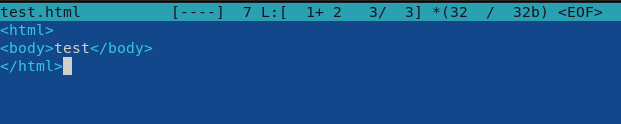 test.html          [----]  7 L:[  1+ 2   3/  3] *(32  /  32b) <EOF>
<html>
<body>test</body>
</html>